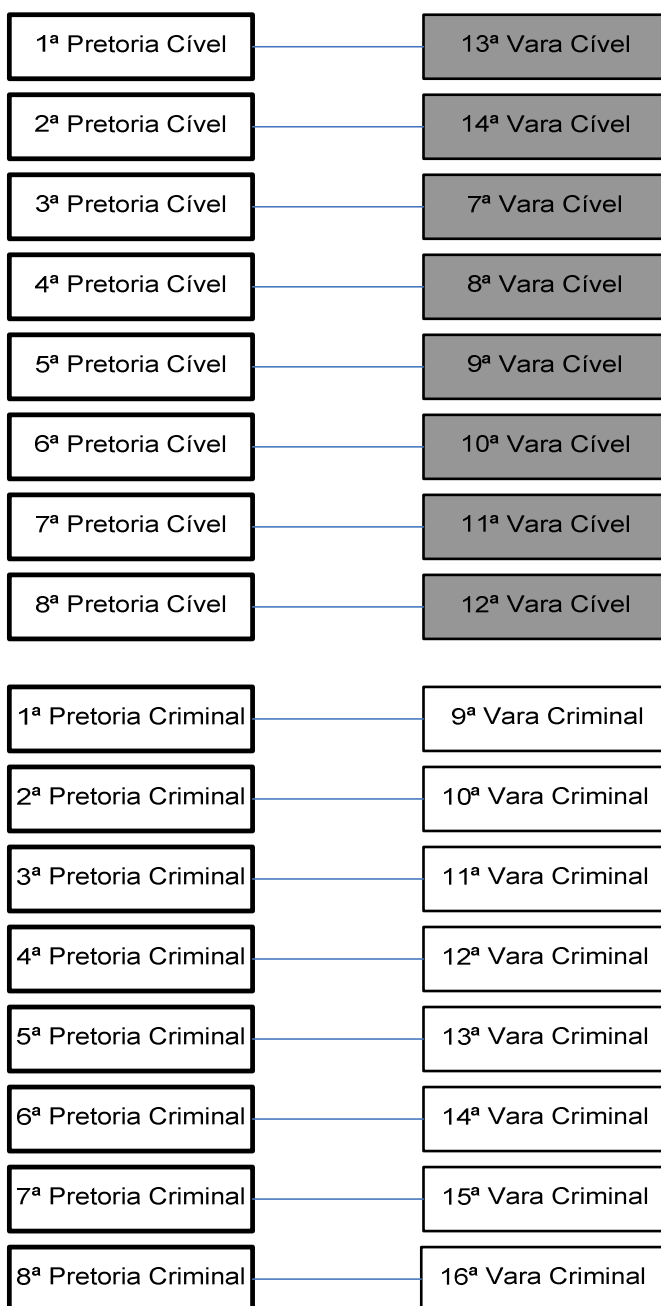 1ª Pretoria Cível
13ª Vara Cível
2ª Pretoria Cível
14ª Vara Cível
3ª Pretoria Cível
7ª Vara Cível
4ª Pretoria Cível
8ª Vara Cível
5ª Pretoria Cível
9ª Vara Cível
6ª Pretoria Cível
10ª Vara Cível
7ª Pretoria Cível
11ª Vara Cível
8ª Pretoria Cível
12ª Vara Cível
1ª Pretoria Criminal
9ª Vara Criminal
2ª Pretoria Criminal
10ª Vara Criminal
3ª Pretoria Criminal
11ª Vara Criminal
4ª Pretoria Criminal
12ª Vara Criminal
5ª Pretoria Criminal
13ª Vara Criminal
6ª Pretoria Criminal
14ª Vara Criminal
7ª Pretoria Criminal
15ª Vara Criminal
8ª Pretoria Criminal
16ª Vara Criminal